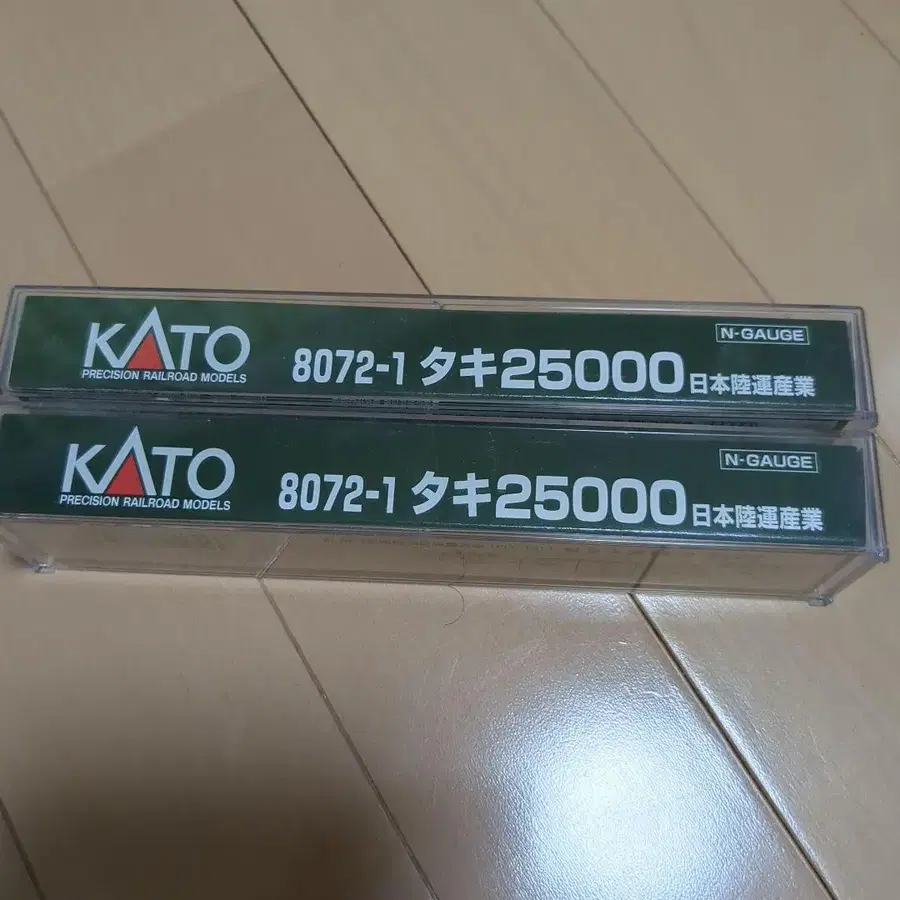 KATO
PRECISION RAILROAD MODELS
8072-1 タキ25000 日本陸運産業
N-GAUGE
KATO
PRECISION RAILROAD MODELS
8072-1 タキ25000 日本陸運産業
N-GAUGE